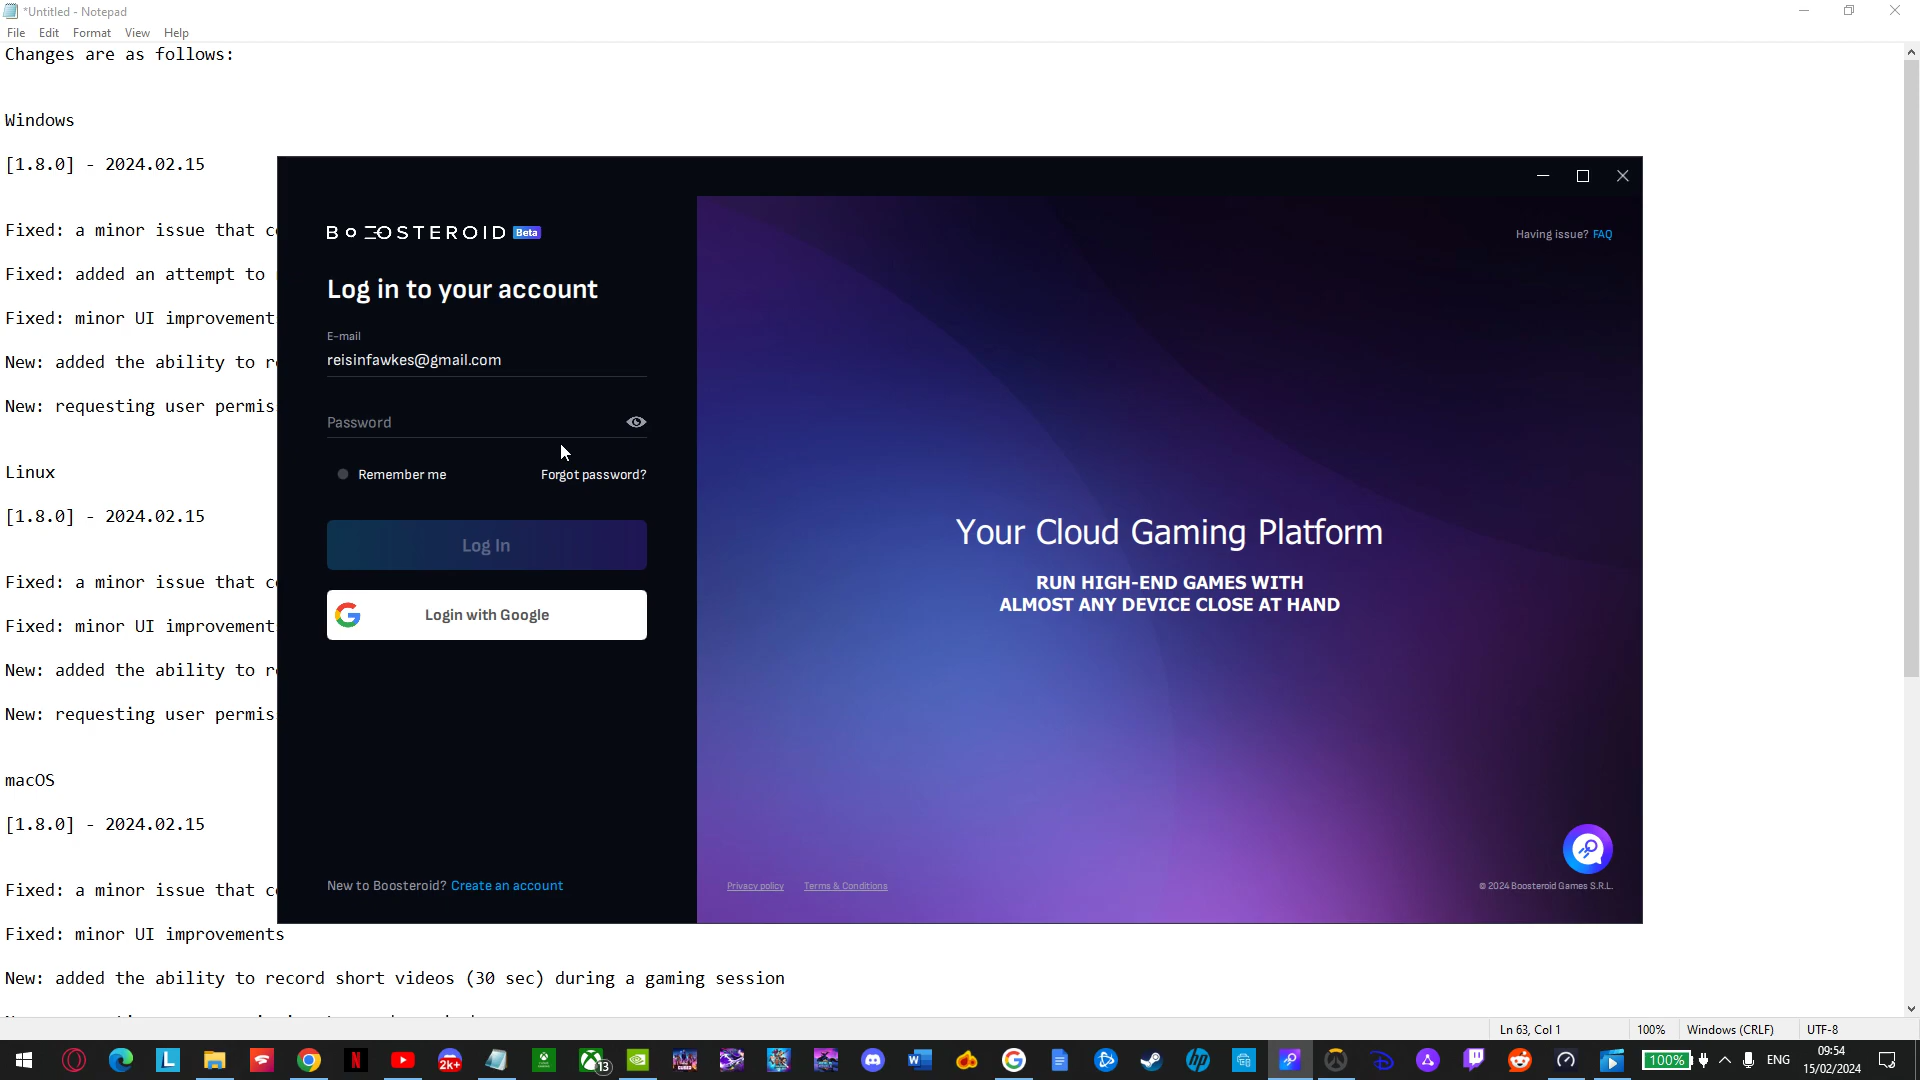 *Untitled - Notepad
File Edit Format View Help
Changes are as follows:
Windows
[1.8.0] - 2024.02.15
Fixed: a minor issue that
Fixed: added an attempt to
Fixed: minor UI improvement
New: added the ability to
New: requesting user
Linux
[1.8.0] - 2024.02.15
Fixed: a minor issue that
Fixed: minor UI improvement
New: added the ability to
New: requesting user
macOS
[1.8.0] - 2024.02.15
Fixed: a minor issue that
Fixed: minor UI improvements
New: added the ability to record short videos (30 sec) during a gaming session
BOOSTEROID Beta
Log in to your account
E-mail
reisinfawkes@gmail.com
Password
Remember me
Forgot password?
Log In
Login with Google
New to Boosteroid? Create an account
Having issue? FAQ
Your Cloud Gaming Platform
RUN HIGH-END GAMES WITH
ALMOST ANY DEVICE CLOSE AT HAND
Privacy policy
Terms & Conditions
© 2024 Boosteroid Games S.R.L.
Ln 63, Col 1
100%
Windows (CRLF)
UTF-8
2k+
13
100%
ENG
09:54
15/02/2024